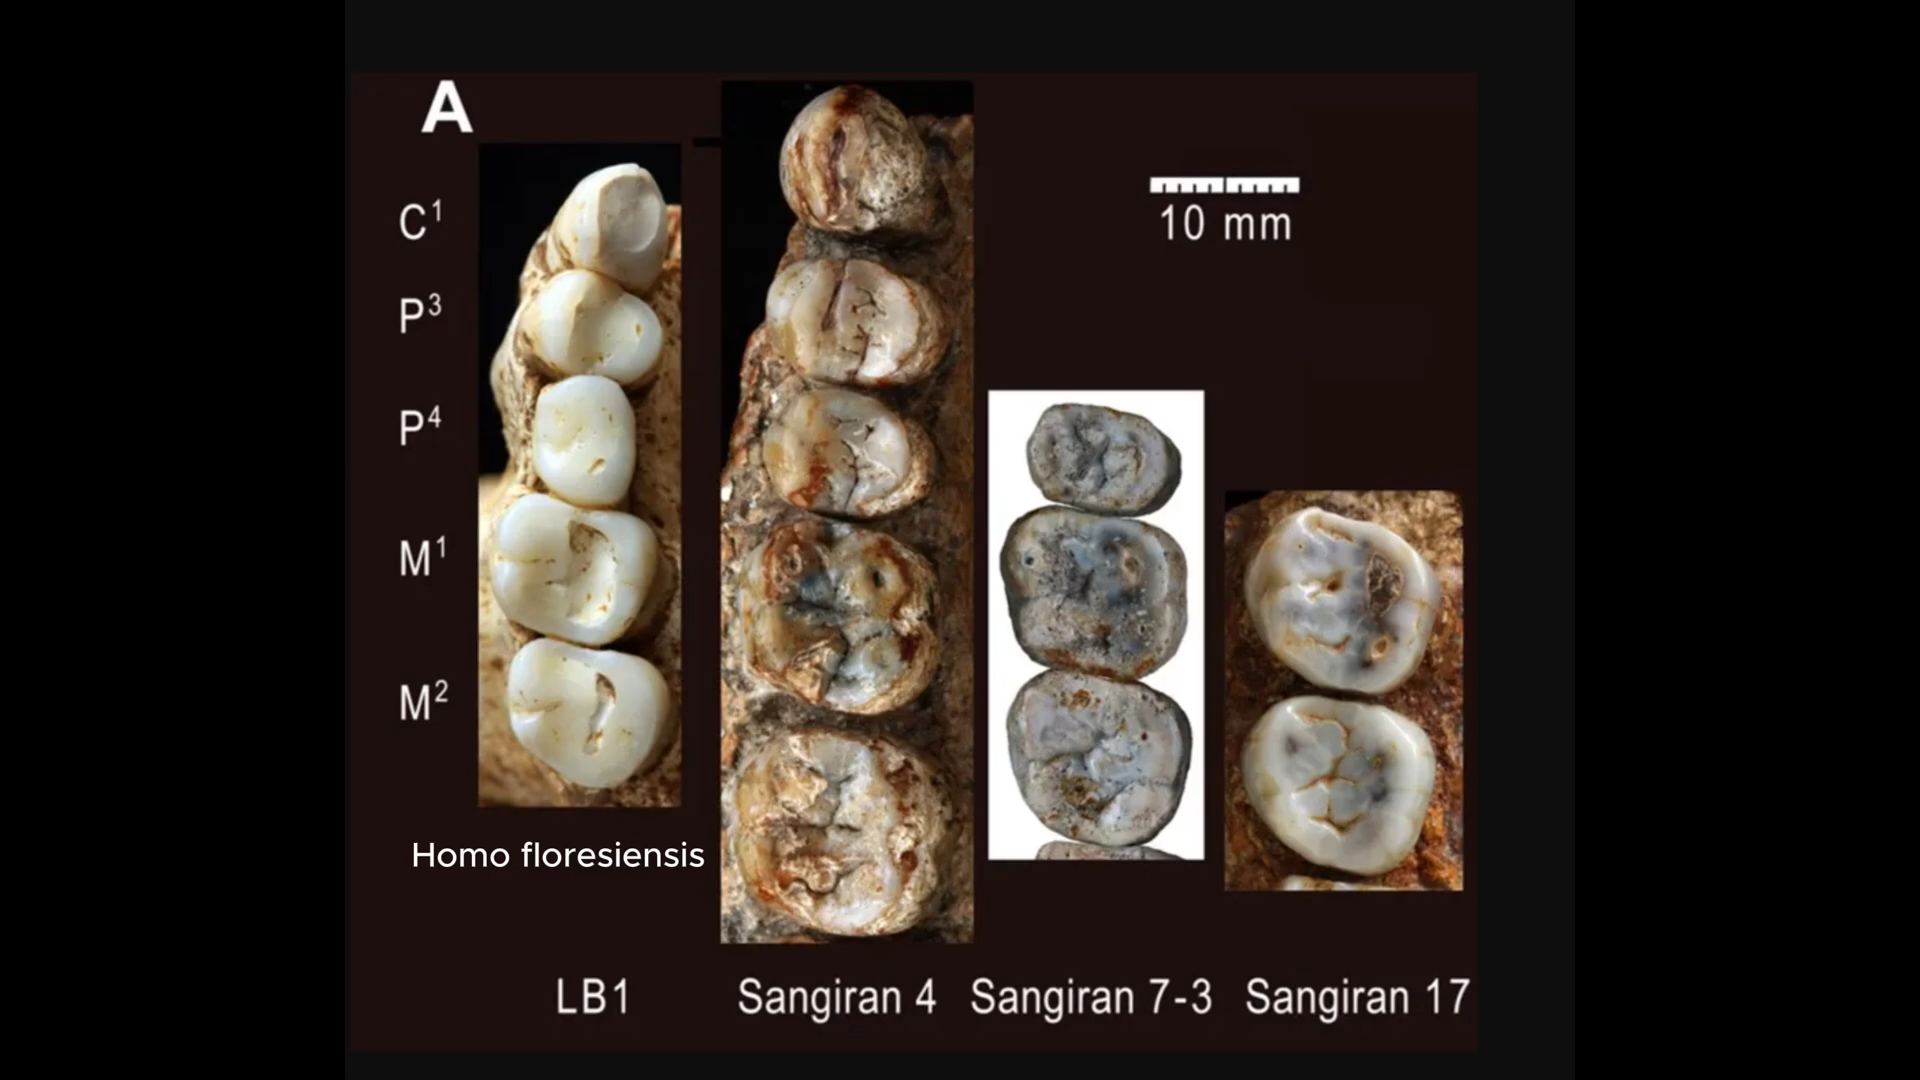 A
10 mm
C¹
P³
P⁴
M¹
M²
Homo floresiensis
LB1
Sangiran 4
Sangiran 7-3
Sangiran 17